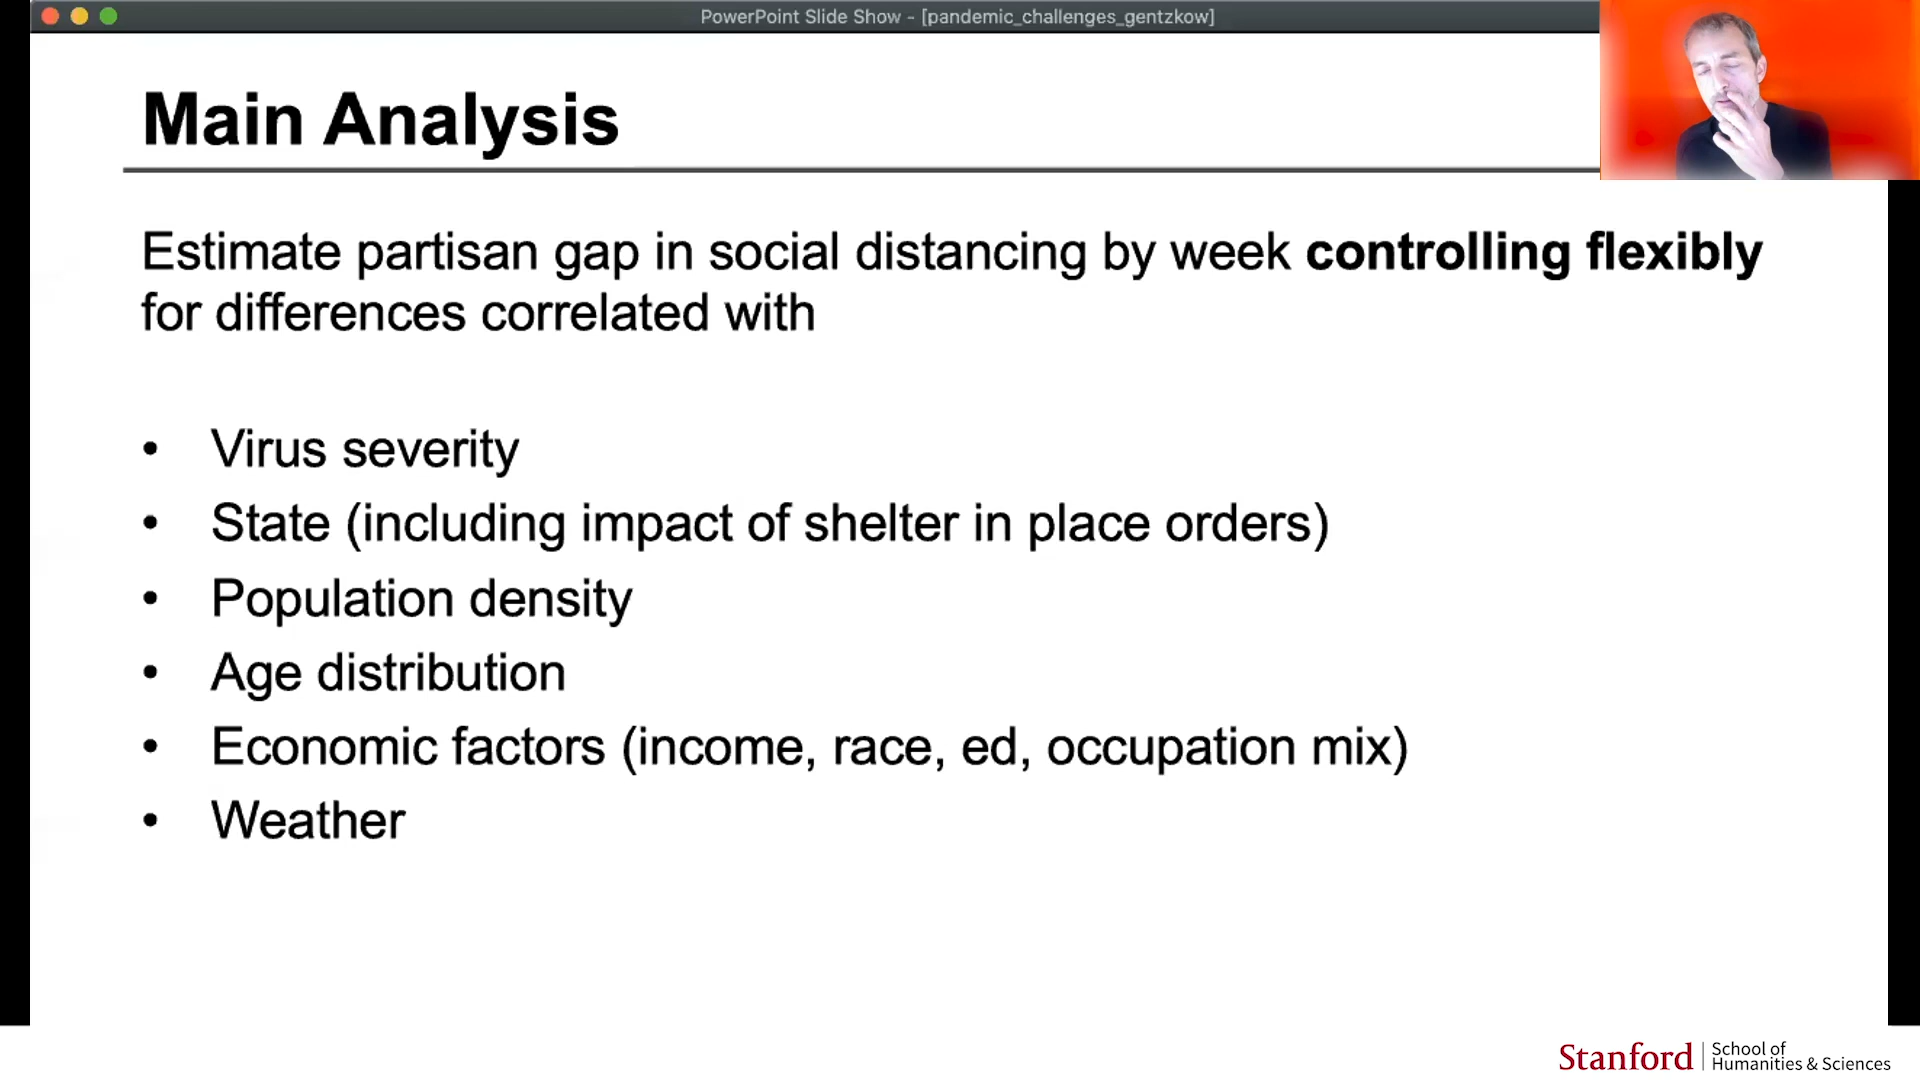 PowerPoint Slide Show - [pandemic_challenges_gentzkow]
Main Analysis
Estimate partisan gap in social distancing by week controlling flexibly
for differences correlated with
• Virus severity
• State (including impact of shelter in place orders)
• Population density
• Age distribution
• Economic factors (income, race, ed, occupation mix)
• Weather
Stanford
School of
Humanities & Sciences